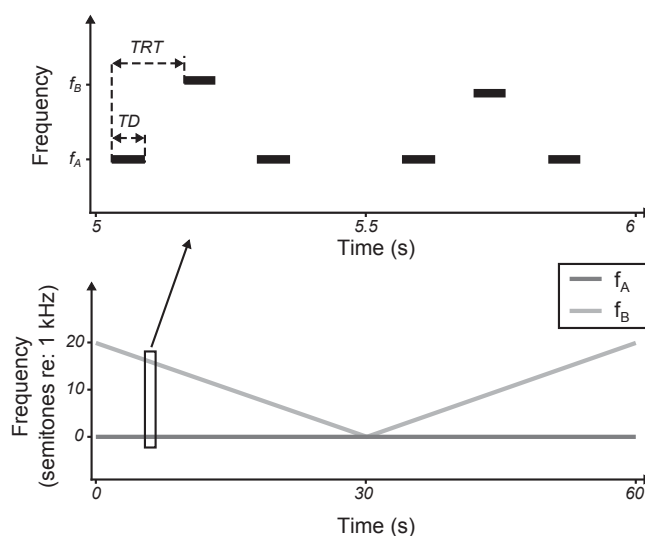 TRT
f_B
TD
f_A
Frequency
5
5.5
6
Time (s)
f_A
f_B
Frequency
(semitones re: 1 kHz)
20
10
0
0
30
60
Time (s)